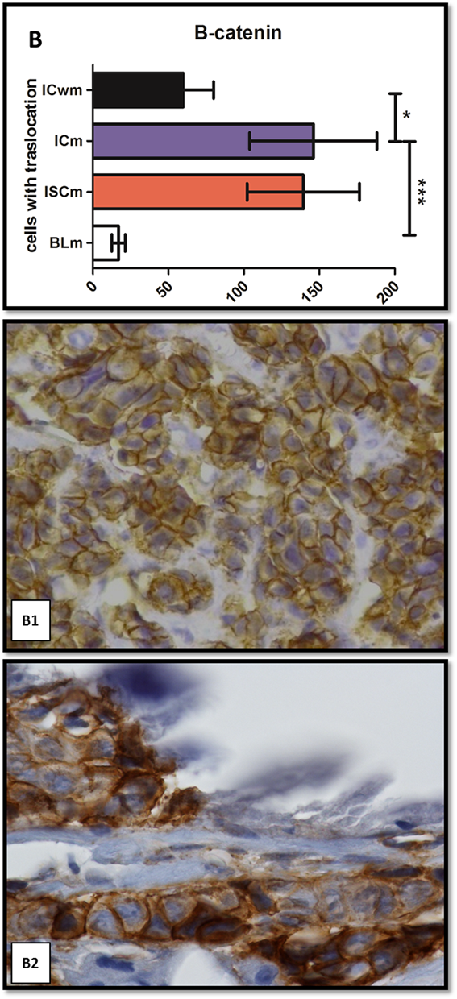 B
B-catenin
cells with traslocation
ICwm
ICm
ISCm
BLm
0
50
100
150
200
*
***
B1
B2